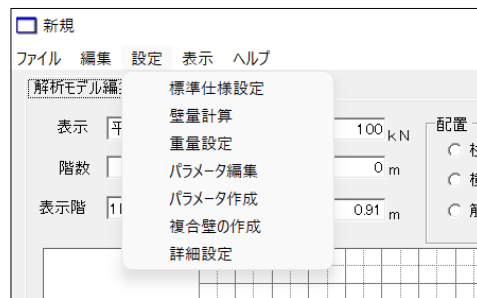 新規
ファイル 編集 設定 表示 ヘルプ
解析モデル編
標準仕様設定
壁量計算
重量設定
パラメータ編集
パラメータ作成
複合壁の作成
詳細設定
表示 平
100 kN
階数
0 m
表示階 1
0.91 m
配置